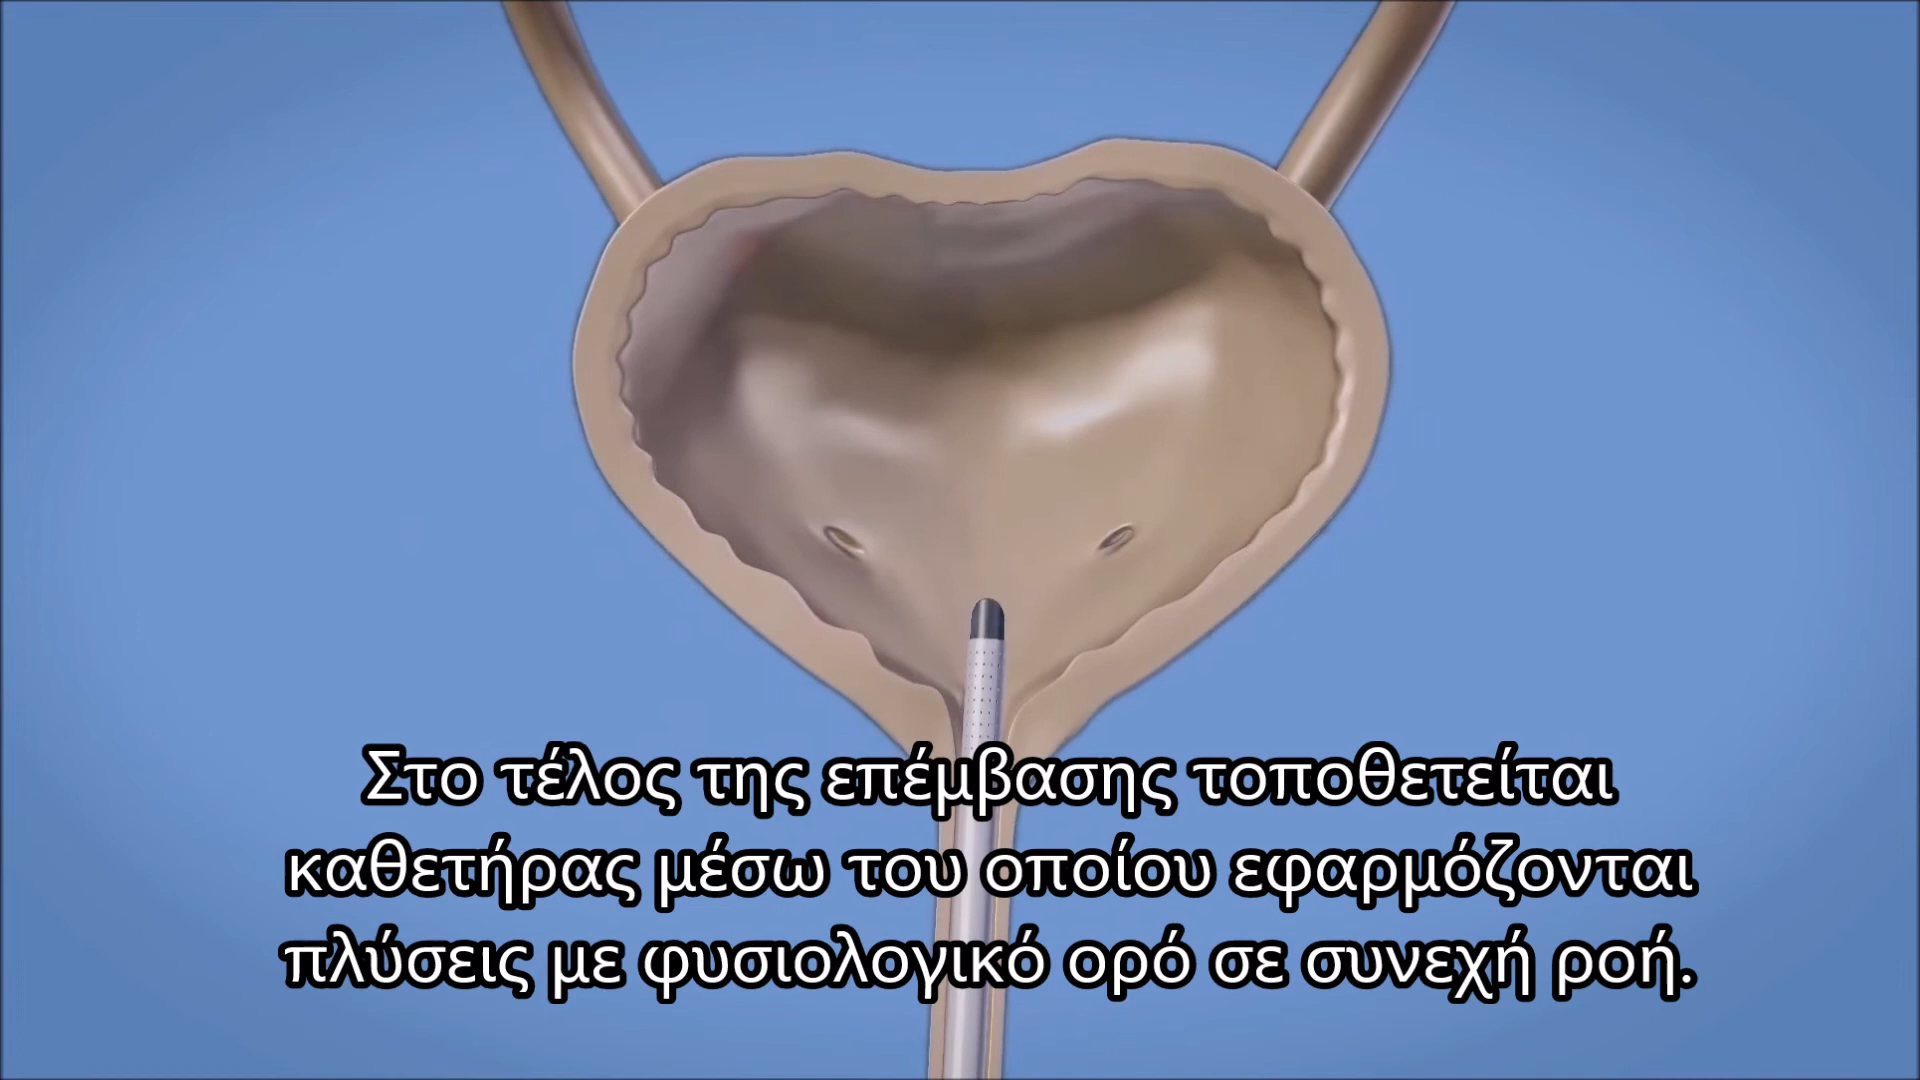 Στο τέλος της επέμβασης τοποθετείται
καθετήρας μέσω του οποίου εφαρμόζονται
πλύσεις με φυσιολογικό ορό σε συνεχή ροή.